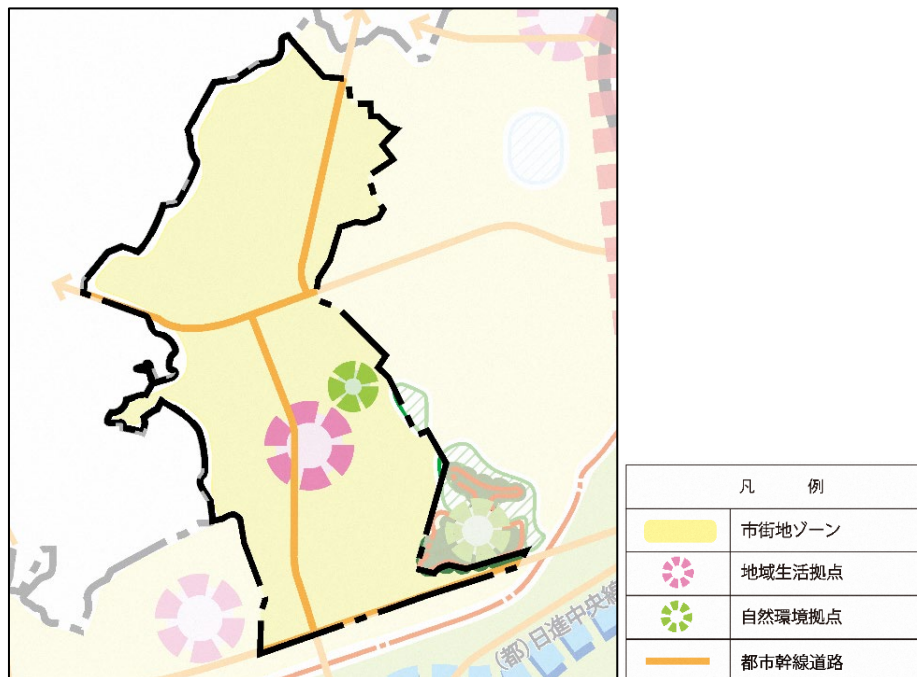 (都)日進中央線
凡 例
市街地ゾーン
地域生活拠点
自然環境拠点
都市幹線道路